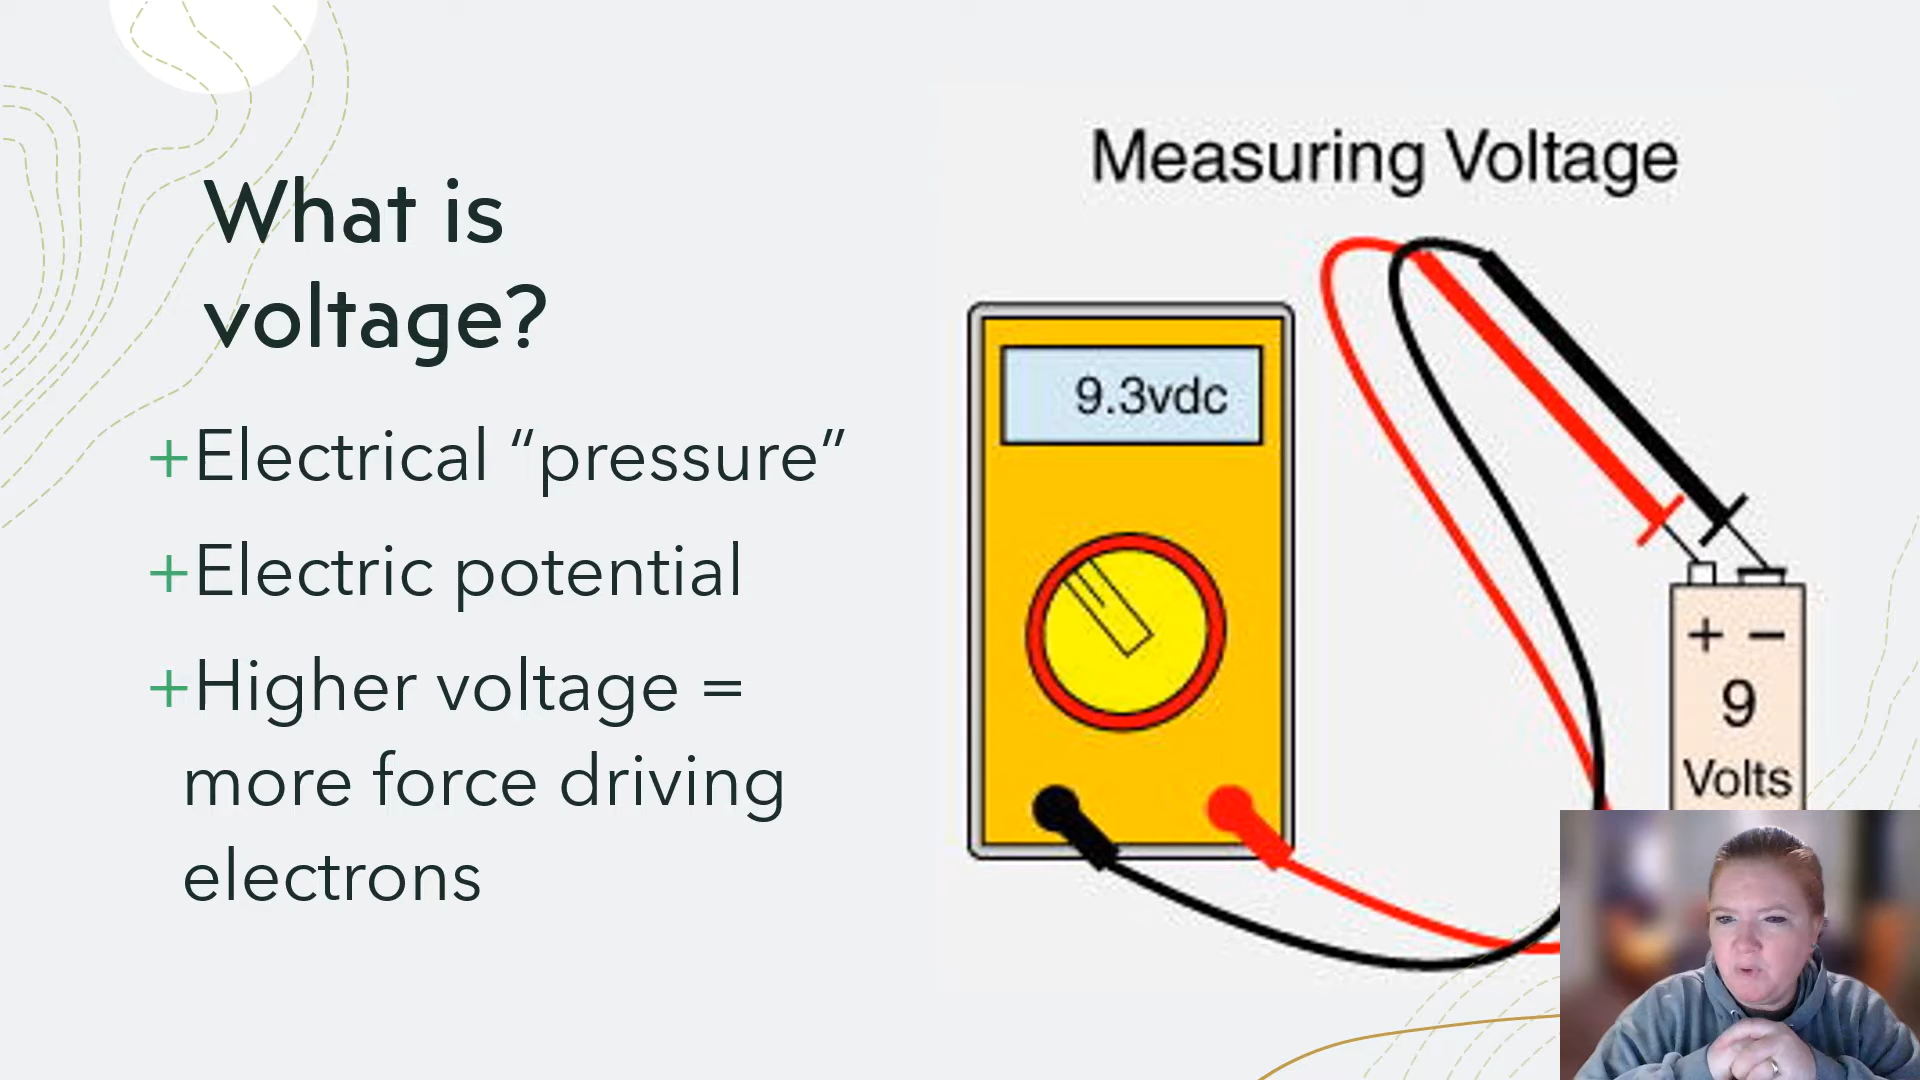 What is
voltage?
+Electrical “pressure”
+Electric potential
+Higher voltage =
more force driving
electrons
Measuring Voltage
9.3vdc
+ −
9
Volts